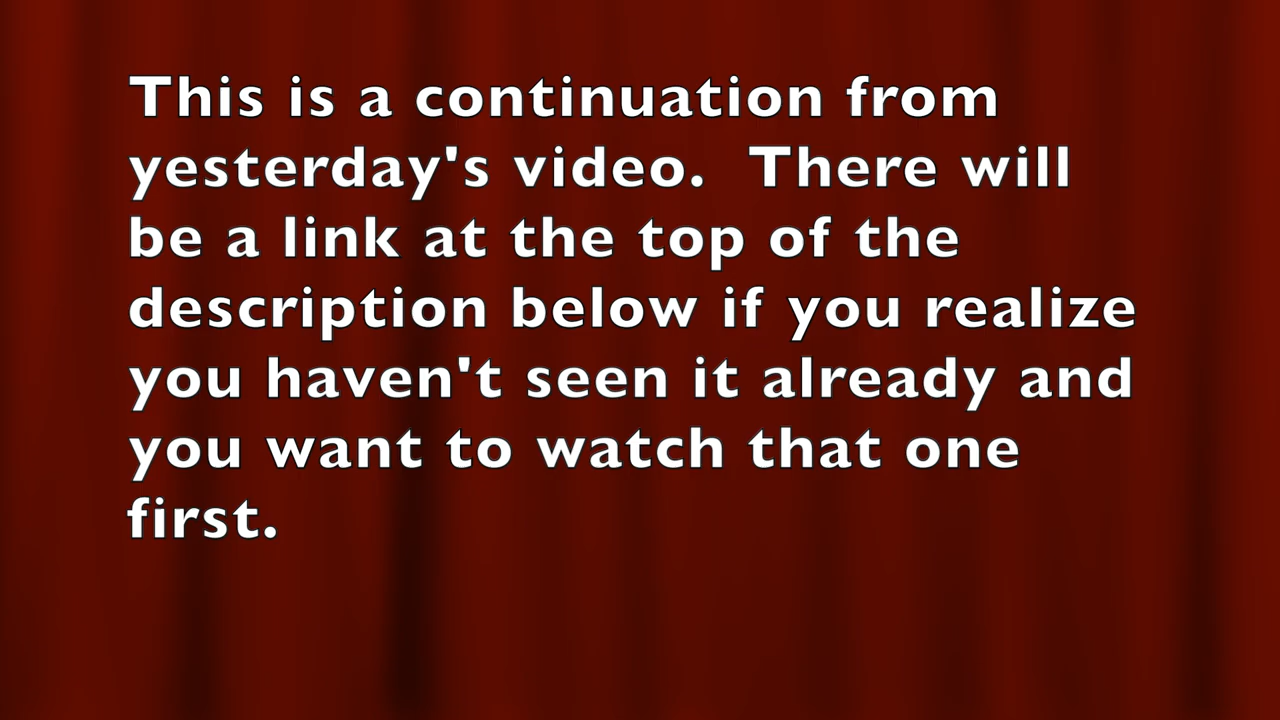 This is a continuation from
yesterday's video.  There will
be a link at the top of the
description below if you realize
you haven't seen it already and
you want to watch that one
first.